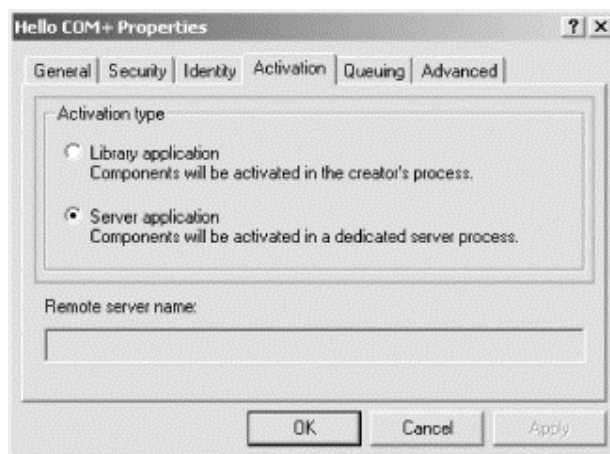 Hello COM+ Properties
General Security Identity Activation Queuing Advanced
Activation type
Library application
Components will be activated in the creator's process.
Server application
Components will be activated in a dedicated server process.
Remote server name:
OK Cancel Apply